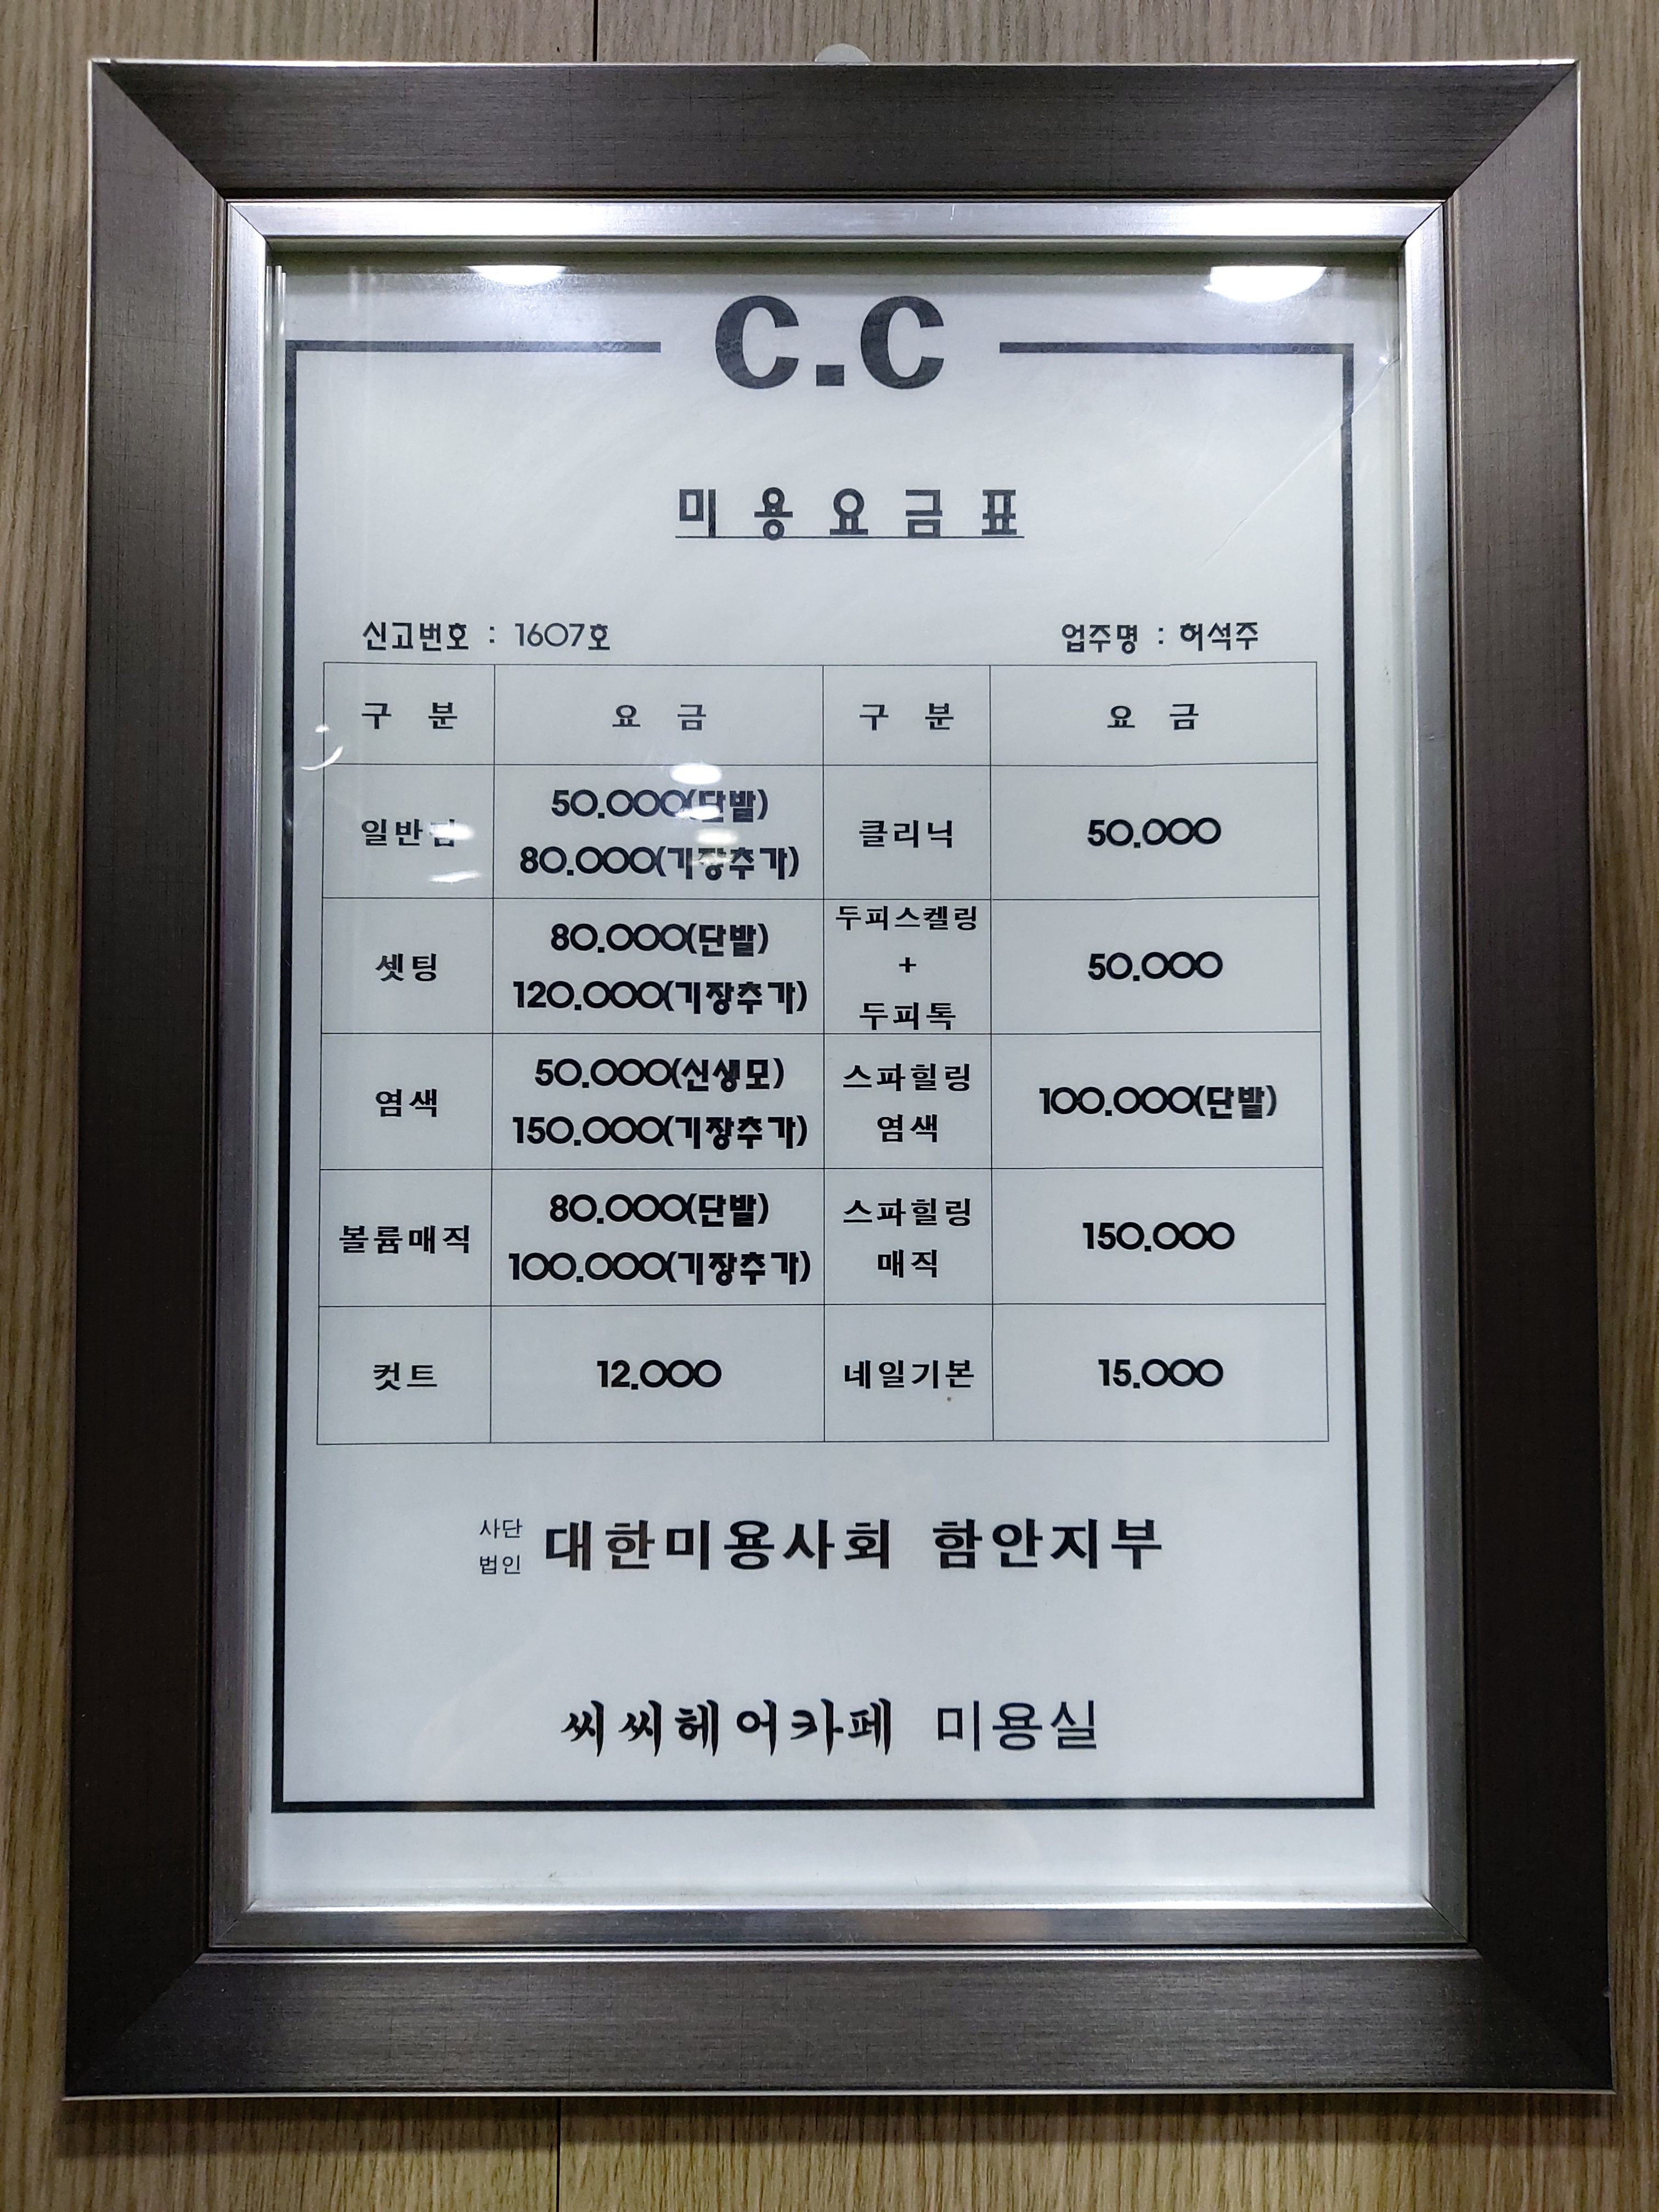 C.C
미용요금표
신고번호 : 1607호 업주명 : 허석주
구 분 요 금 구 분 요 금
일반펌 50.000(단발) 클리닉 50.000
80.000(기장추가)
셋팅 80.000(단발) 두피스켈링 50.000
120.000(기장추가) +
두피톡
염색 50.000(신생모) 스파힐링 100.000(단발)
150.000(기장추가) 염색
볼륨매직 80.000(단발) 스파힐링 150.000
100.000(기장추가) 매직
컷트 12.000 네일기본 15.000
사단
법인 대한미용사회 함안지부
씨씨헤어카페 미용실